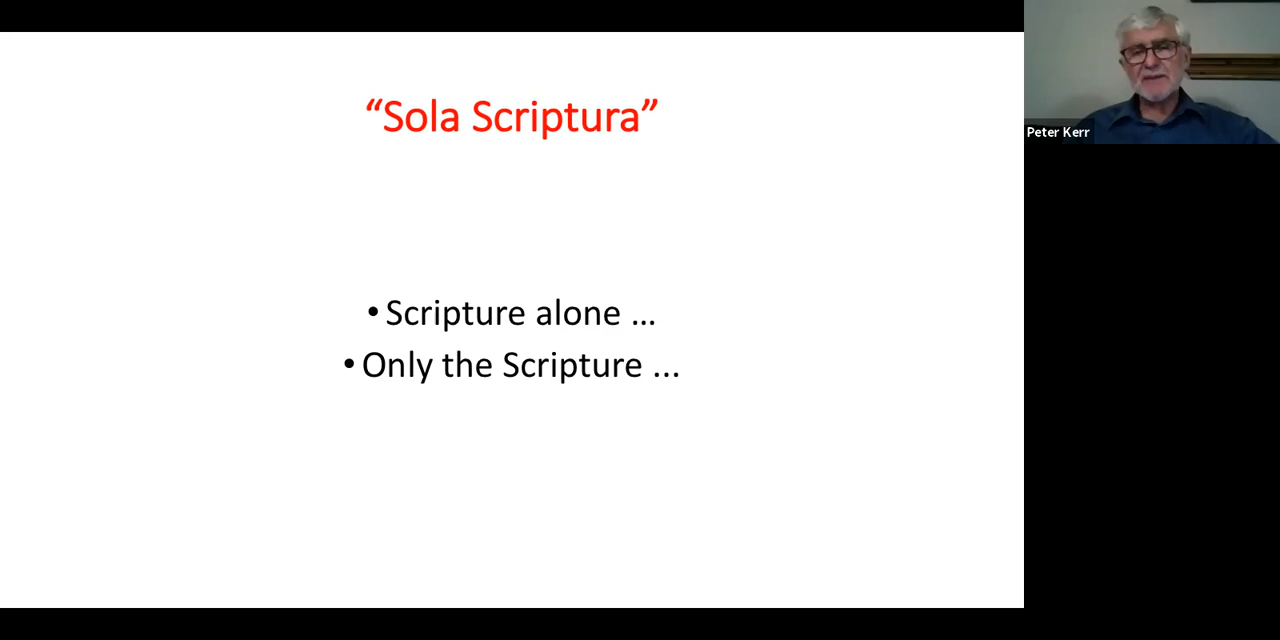 “Sola Scriptura”
• Scripture alone …
• Only the Scripture ...
Peter Kerr